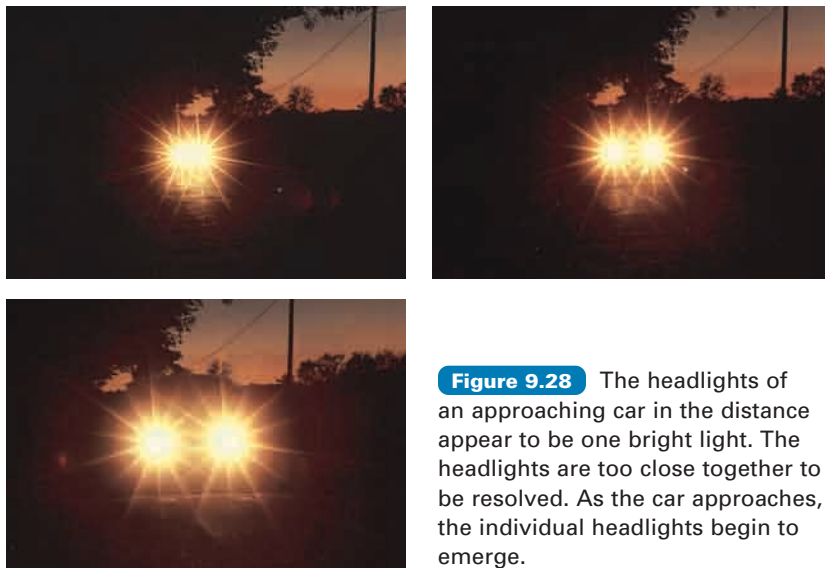 Figure 9.28 The headlights of
an approaching car in the distance
appear to be one bright light. The
headlights are too close together to
be resolved. As the car approaches,
the individual headlights begin to
emerge.